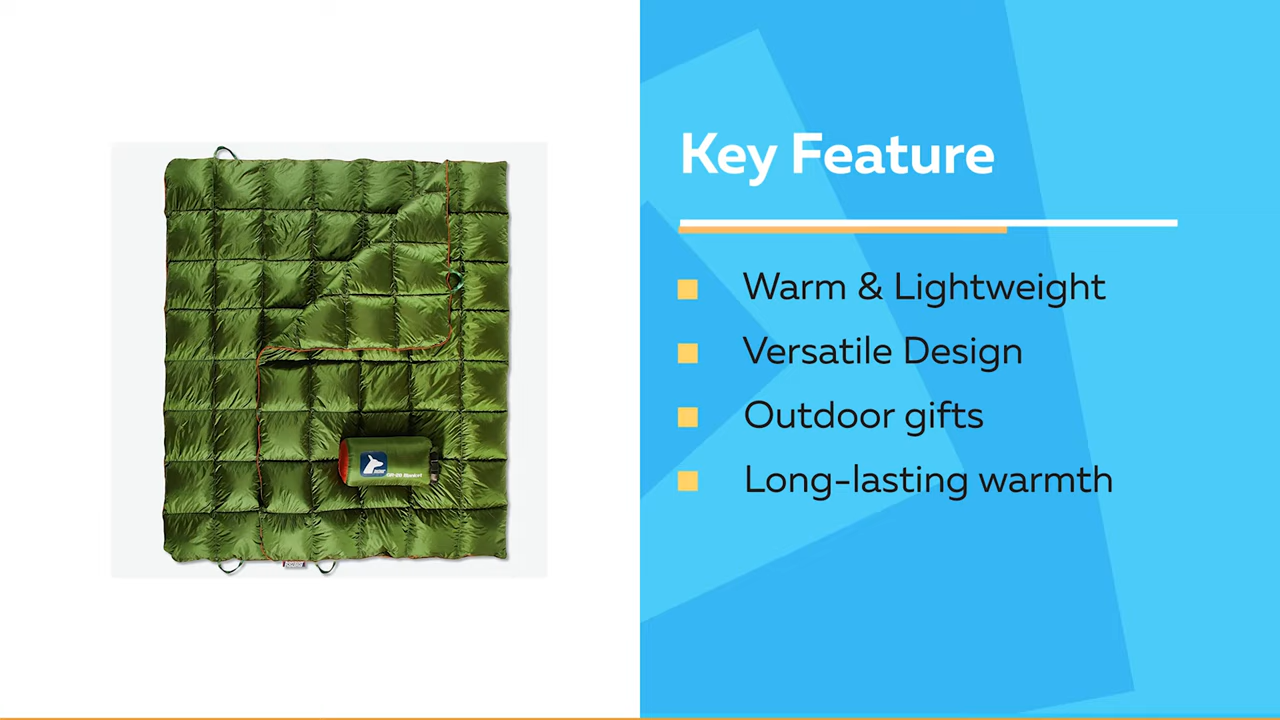 Key Feature
Warm & Lightweight
Versatile Design
Outdoor gifts
Long-lasting warmth